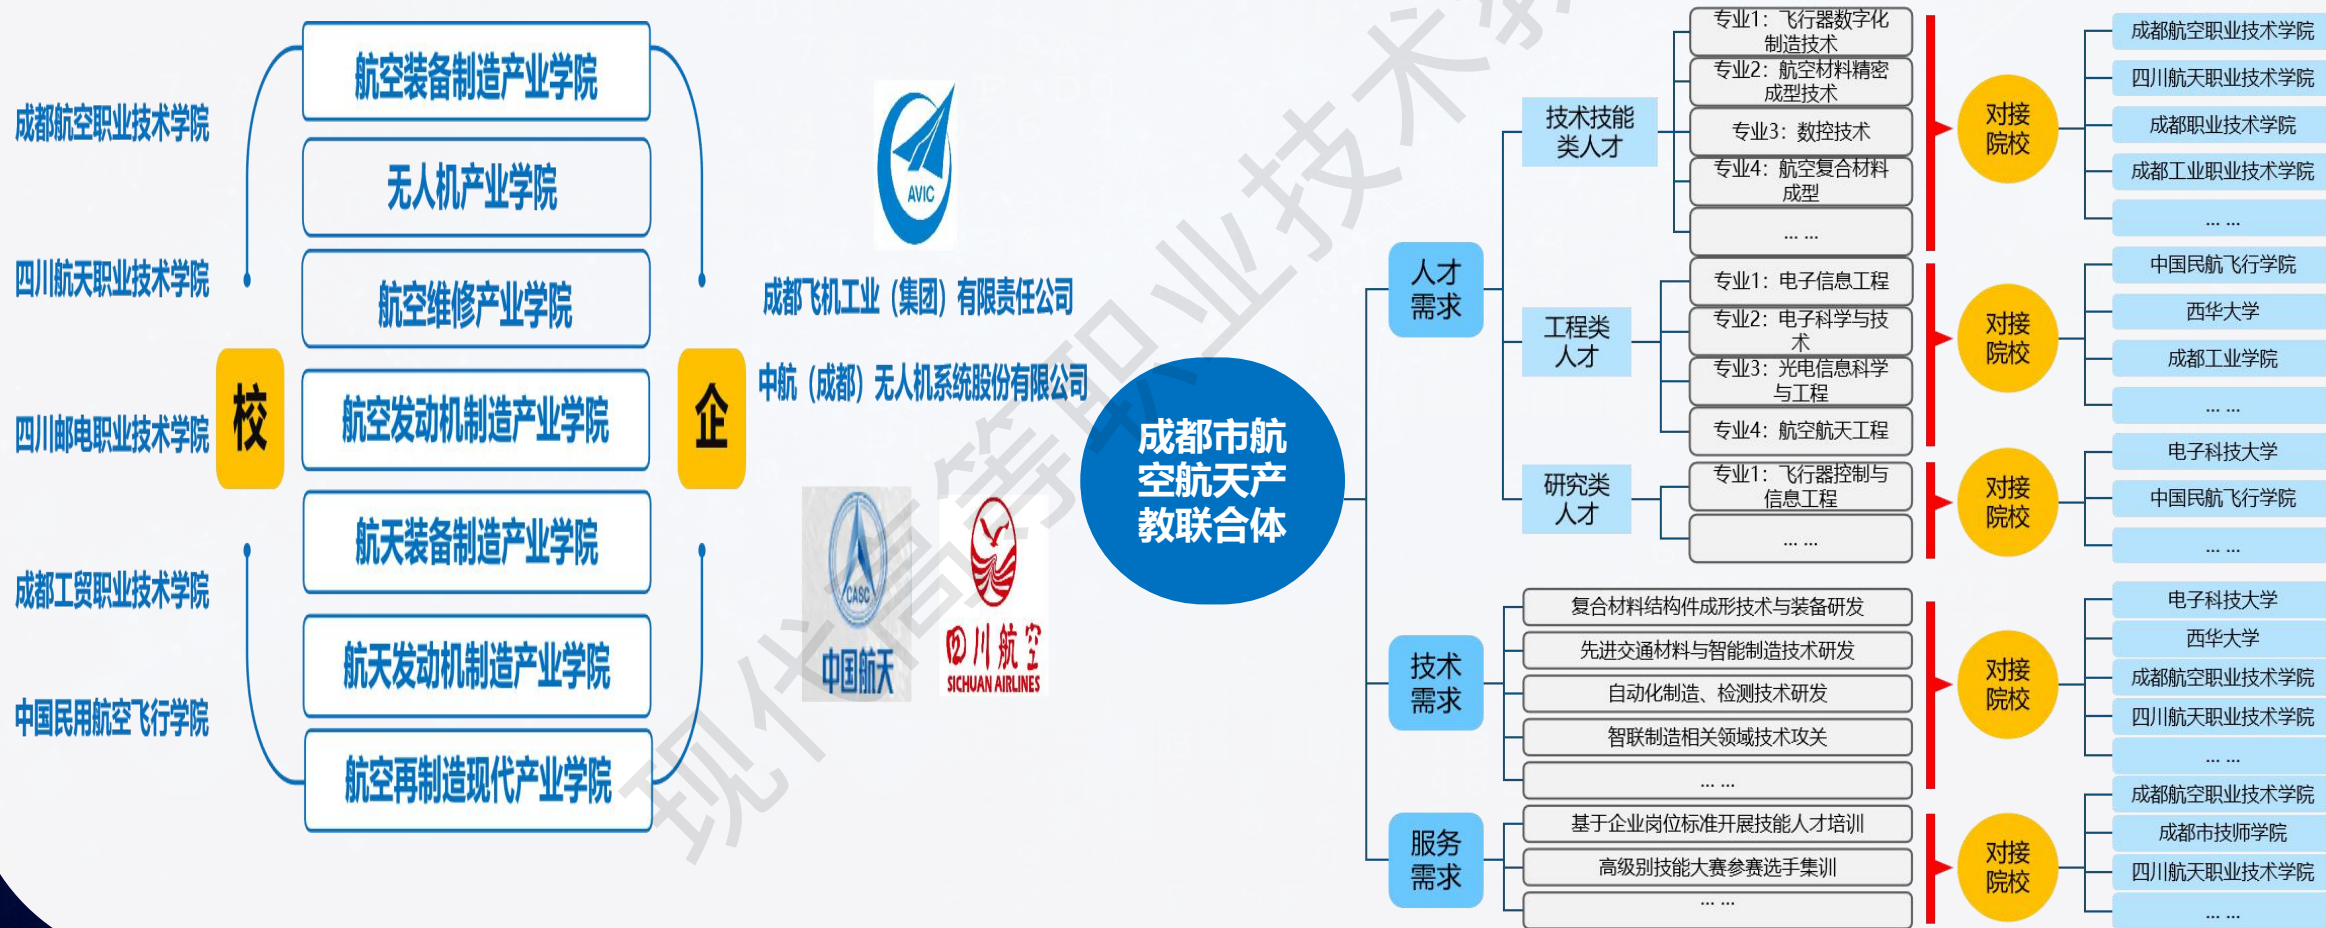 成都航空职业技术学院
四川航天职业技术学院
四川邮电职业技术学院
成都工贸职业技术学院
中国民用航空飞行学院
校
航空装备制造产业学院
无人机产业学院
航空维修产业学院
航空发动机制造产业学院
航天装备制造产业学院
航天发动机制造产业学院
航空再制造现代产业学院
企
AVIC
成都飞机工业（集团）有限责任公司
中航（成都）无人机系统股份有限公司
CASC
中国航天
四川航空
SICHUAN AIRLINES
成都市航
空航天产
教联合体
人才
需求
技术技能
类人才
专业1：飞行器数字化
制造技术
专业2：航空材料精密
成型技术
专业3：数控技术
专业4：航空复合材料
成型
... ...
对接
院校
成都航空职业技术学院
四川航天职业技术学院
成都职业技术学院
成都工业职业技术学院
... ...
工程类
人才
专业1：电子信息工程
专业2：电子科学与技
术
专业3：光电信息科学
与工程
专业4：航空航天工程
对接
院校
中国民航飞行学院
西华大学
成都工业学院
... ...
研究类
人才
专业1：飞行器控制与
信息工程
... ...
对接
院校
电子科技大学
中国民航飞行学院
... ...
技术
需求
复合材料结构件成形技术与装备研发
先进交通材料与智能制造技术研发
自动化制造、检测技术研发
智联制造相关领域技术攻关
... ...
对接
院校
电子科技大学
西华大学
成都航空职业技术学院
四川航天职业技术学院
... ...
服务
需求
基于企业岗位标准开展技能人才培训
高级别技能大赛参赛选手集训
... ...
对接
院校
成都航空职业技术学院
成都市技师学院
四川航天职业技术学院
... ...
现代高等职业技术教